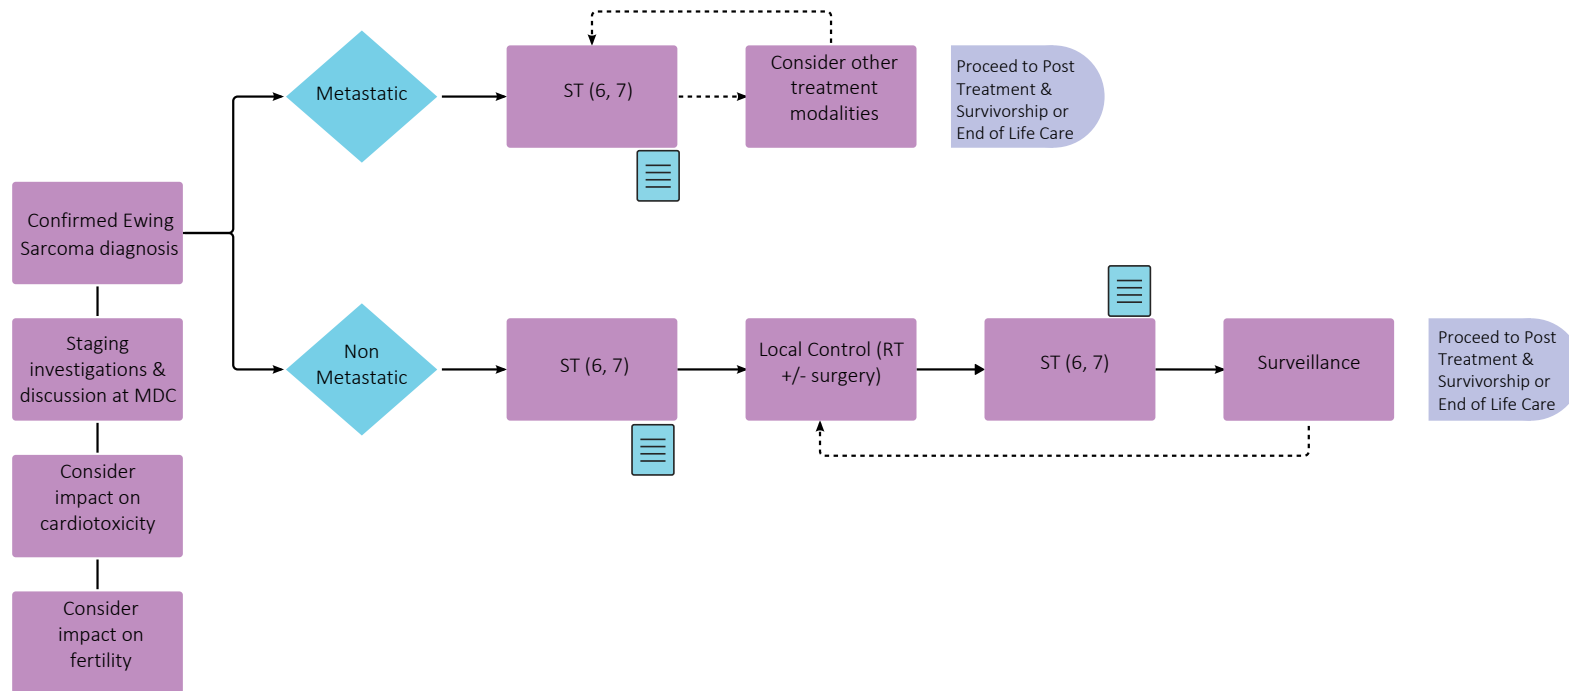 Metastatic
ST (6, 7)
Consider other
treatment
modalities
Proceed to Post
Treatment &
Survivorship or
End of Life Care
Confirmed Ewing
Sarcoma diagnosis
Staging
investigations &
discussion at MDC
Consider
impact on
cardiotoxicity
Consider
impact on
fertility
Non
Metastatic
ST (6, 7)
Local Control (RT
+/- surgery)
ST (6, 7)
Surveillance
Proceed to Post
Treatment &
Survivorship or
End of Life Care